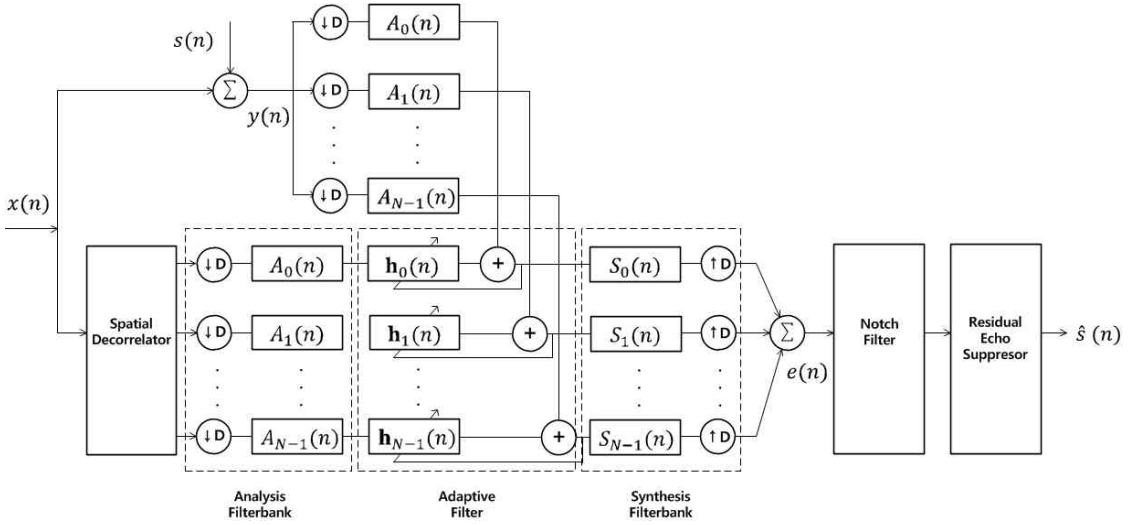 ↓D A₀(n)
s(n)
Σ ↓D A₁(n)
y(n)
↓D A_{N-1}(n)
x(n)
↓D A₀(n) h₀(n) + S₀(n) ↑D
Spatial
Decorrelator
↓D A₁(n) h₁(n) + S₁(n) ↑D Σ
Notch
Filter
Residual
Echo
Suppresor
ŝ (n)
e(n)
↓D A_{N-1}(n) h_{N-1}(n) + S_{N-1}(n) ↑D
Analysis
Filterbank
Adaptive
Filter
Synthesis
Filterbank